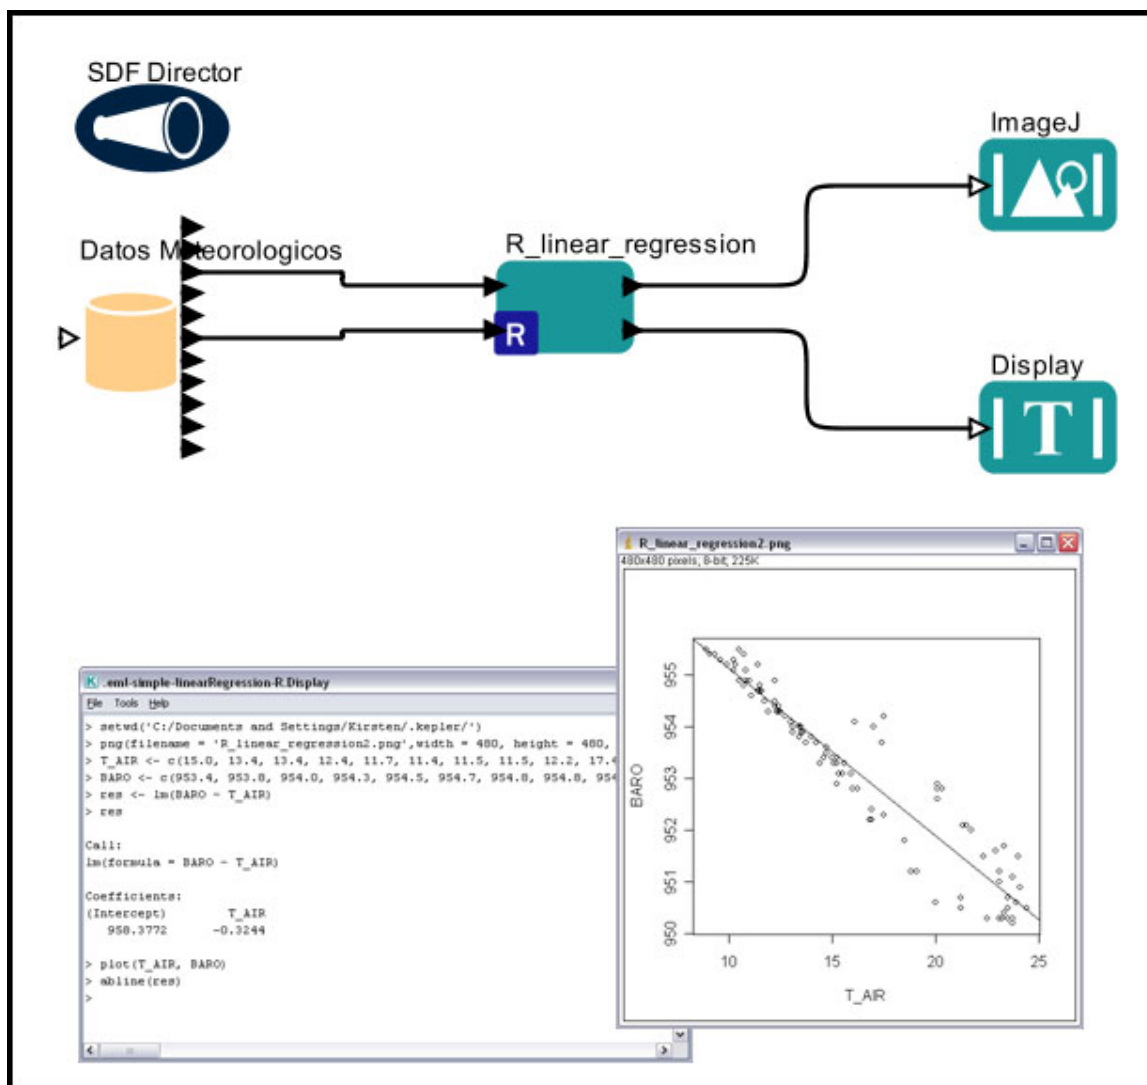 SDF Director
ImageJ
Datos Meteorologicos
R_linear_regression
R
Display
T
R_linear_regression2.png
480x480 pixels, 8-bit, 225K
955
954
953
952
951
950
BARO
10 15 20 25
T_AIR
K .eml-simple-linearRegression-R.Display
File Tools Help
> setwd('C:/Documents and Settings/Kirsten/.kepler/')
> png(filename = 'R_linear_regression2.png',width = 480, height = 480,
> T_AIR <- c(15.0, 13.4, 13.4, 12.4, 11.7, 11.4, 11.5, 11.5, 12.2, 17.4
> BARO <- c(953.4, 953.8, 954.0, 954.3, 954.5, 954.7, 954.8, 954.8, 954
> res <- lm(BARO ~ T_AIR)
> res
Call:
lm(formula = BARO ~ T_AIR)
Coefficients:
(Intercept) T_AIR
958.3772 -0.3244
> plot(T_AIR, BARO)
> abline(res)
>